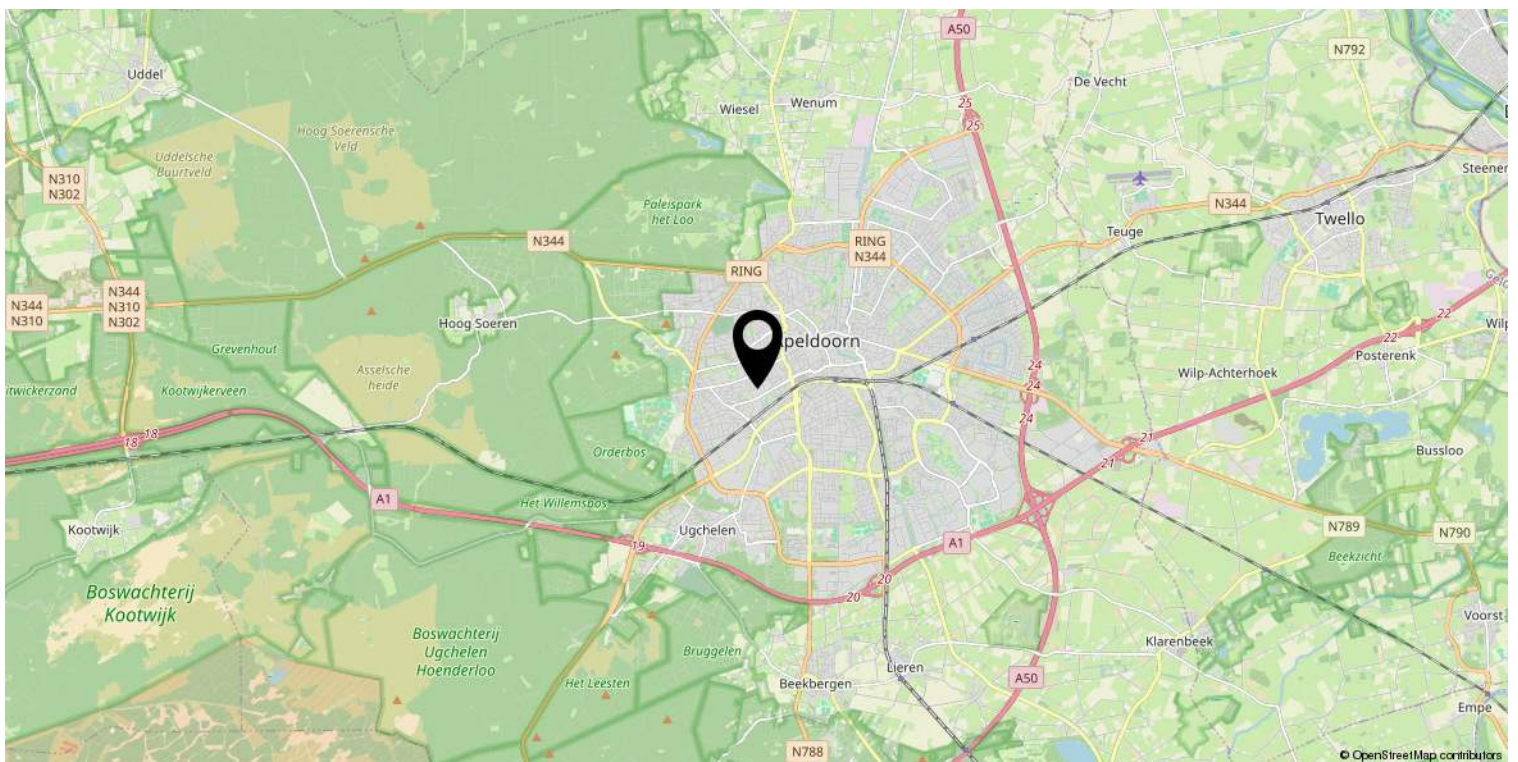 A50
N792
Uddel
De Vecht
Wiesel
Wenum
25
25
Hoog Soerensche
Veld
Uddelsche
Buurtveld
N310
N302
Paleispark
het Loo
N344
Twello
Teuge
N344
RING
N344
RING
N344
N310
N344
N310
N302
Hoog Soeren
22
22
Posterenk
Grevenhout
Asselsche
heide
Kootwijkerveen
Apeldoorn
24
24
24
Wilp-Achterhoek
18
18
Orderbos
21
21
Bussloo
A1
Het Willemsbos
Kootwijk
Ugchelen
19
A1
N789
N790
Beekzicht
20
20
Boswachterij
Kootwijk
Voorst
Boswachterij
Ugchelen
Hoenderloo
Bruggelen
Klarenbeek
Het Leesten
Lieren
Beekbergen
A50
Empe
N788
© OpenStreetMap contributors